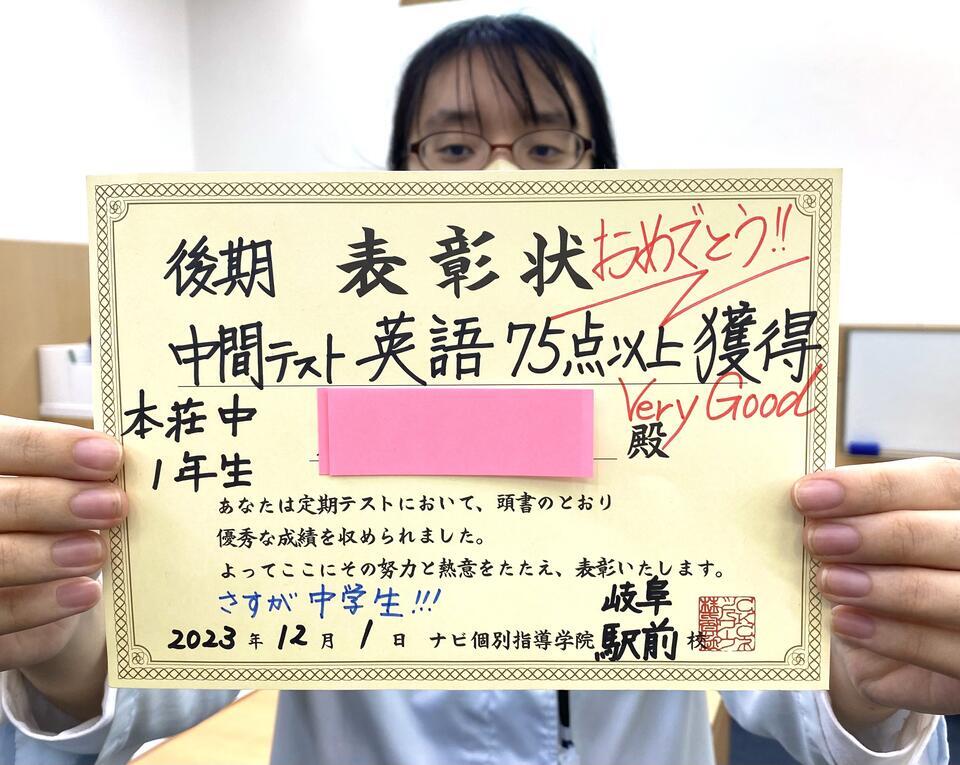 後期 表彰状 おめでとう!!
中間テスト 英語 75点以上 獲得
Very Good
本荘中
1年生
殿
あなたは定期テストにおいて、頭書のとおり
優秀な成績を収められました。
よってここにその努力と熱意をたたえ、表彰いたします。
さすが中学生!!!
2023年12月1日 ナビ個別指導学院 岐阜駅前校